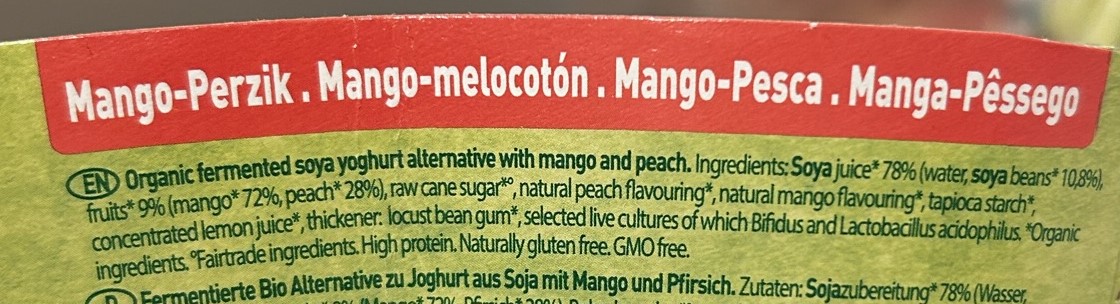 Mango-Perzik . Mango-melocotón . Mango-Pesca . Manga-Pêssego
EN Organic fermented soya yoghurt alternative with mango and peach. Ingredients: Soya juice* 78% (water, soya beans* 10,8%),
fruits* 9% (mango* 72%, peach* 28%), raw cane sugar*°, natural peach flavouring*, natural mango flavouring*, tapioca starch*,
concentrated lemon juice*, thickener: locust bean gum*, selected live cultures of which Bifidus and Lactobacillus acidophilus. *Organic
ingredients. °Fairtrade ingredients. High protein. Naturally gluten free. GMO free.
D Fermentierte Bio Alternative zu Joghurt aus Soja mit Mango und Pfirsich. Zutaten: Sojazubereitung* 78% (Wasser,
(Mango* 72%, Pfirsich* 28%),